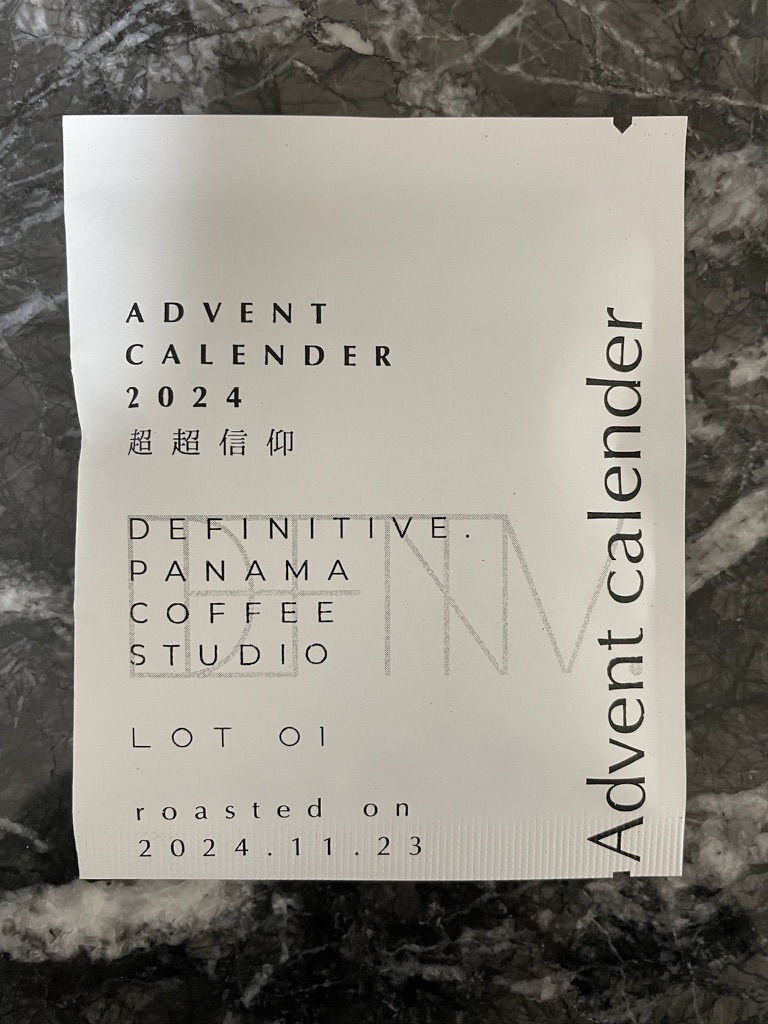 ADVENT
CALENDER
2024
超超信仰
DEFINITIVE.
PANAMA
COFFEE
STUDIO
DEFINITIV.
LOT 01
roasted on
2024.11.23
Advent calender